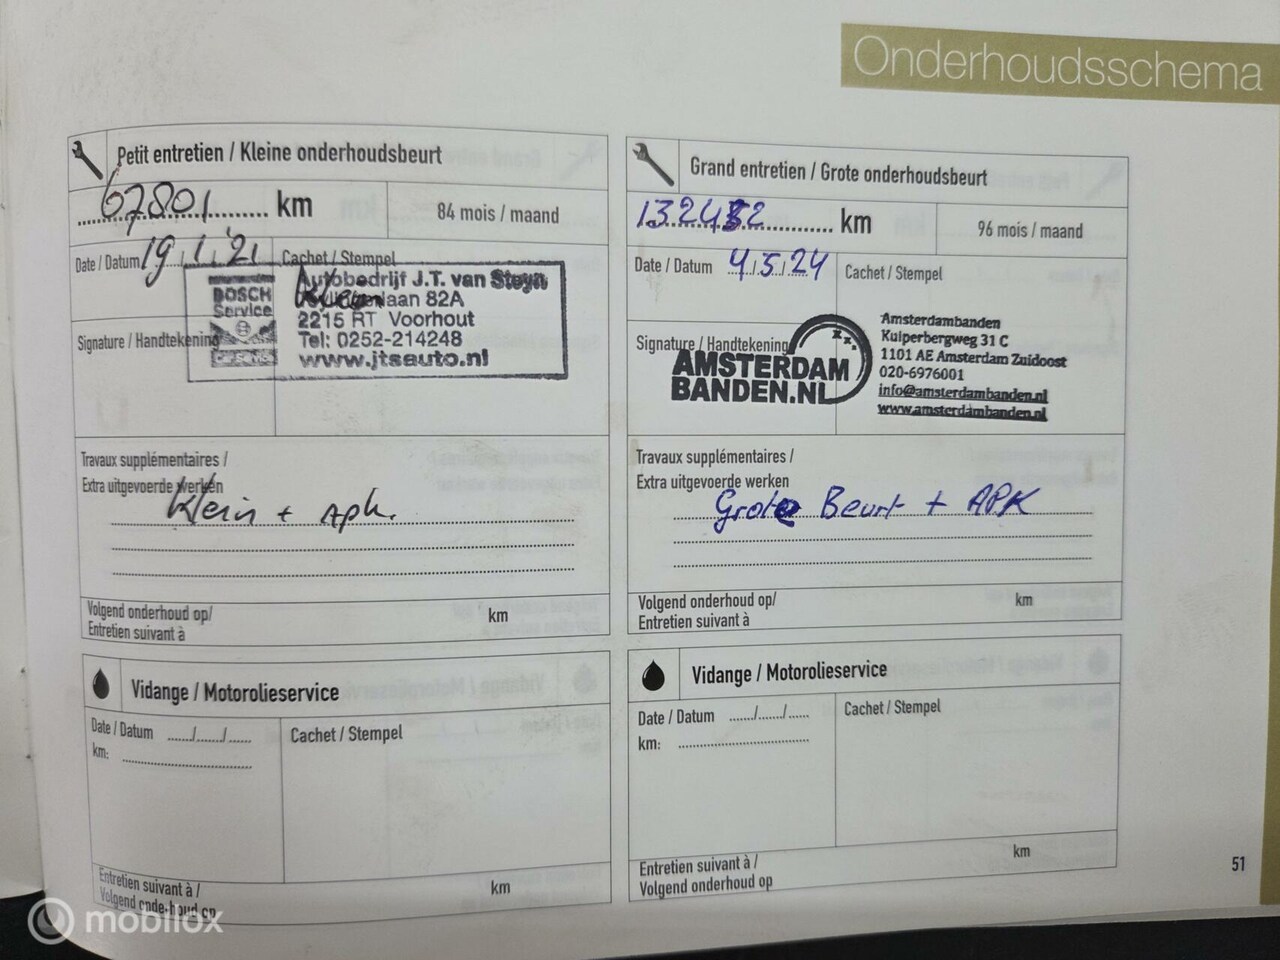 Onderhoudsschema
Petit entretien / Kleine onderhoudsbeurt
67801 km
84 mois / maand
Date / Datum 19/1/'21
Cachet / Stempel
BOSCH
Service
Autobedrijf J.T. van Steyn
laan 82A
2215 RT Voorhout
Tel: 0252-214248
www.jtsauto.nl
Signature / Handtekening
Travaux supplémentaires /
Extra uitgevoerde werken
Klein + apk.
Volgend onderhoud op/
Entretien suivant à
km
Vidange / Motorolieservice
Date / Datum ....../....../......
km:
Cachet / Stempel
Entretien suivant à /
Volgend onderhoud op
km
Grand entretien / Grote onderhoudsbeurt
km
96 mois / maand
Date / Datum 4/5/24
Cachet / Stempel
Signature / Handtekening
AMSTERDAM
BANDEN.NL
Amsterdambanden
Kuiperbergweg 31 C
1101 AE Amsterdam Zuidoost
020-6976001
info@amsterdambanden.nl
www.amsterdambanden.nl
Travaux supplémentaires /
Extra uitgevoerde werken
Grote Beurt + APK
Volgend onderhoud op/
Entretien suivant à
km
Vidange / Motorolieservice
Date / Datum ....../....../......
km:
Cachet / Stempel
Entretien suivant à /
Volgend onderhoud op
km
51
mobilox